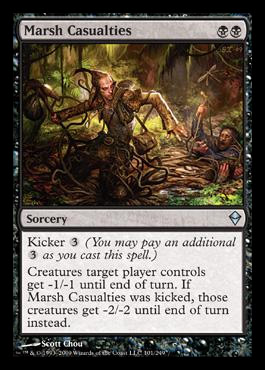 Marsh Casualties
Sorcery
Kicker 3 (You may pay an additional
3 as you cast this spell.)
Creatures target player controls
get -1/-1 until end of turn. If
Marsh Casualties was kicked, those
creatures get -2/-2 until end of turn
instead.
Scott Chou
™ & © 1993–2009 Wizards of the Coast LLC 101/249